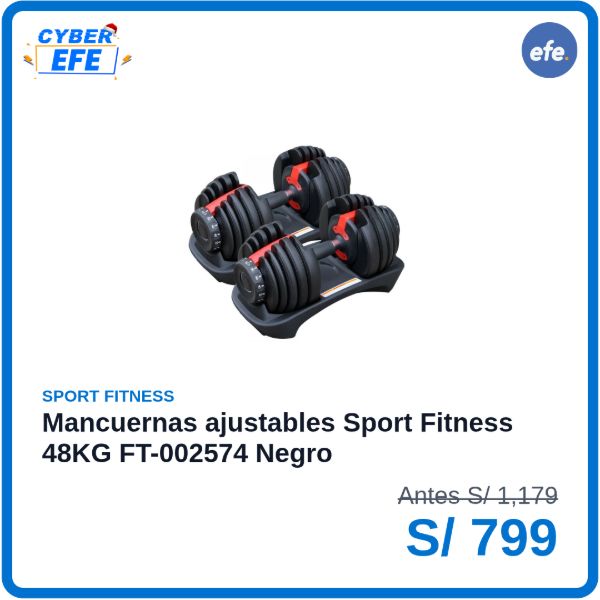 CYBER
EFE
efe.
SPORT FITNESS
Mancuernas ajustables Sport Fitness
48KG FT-002574 Negro
Antes S/ 1,179
S/ 799